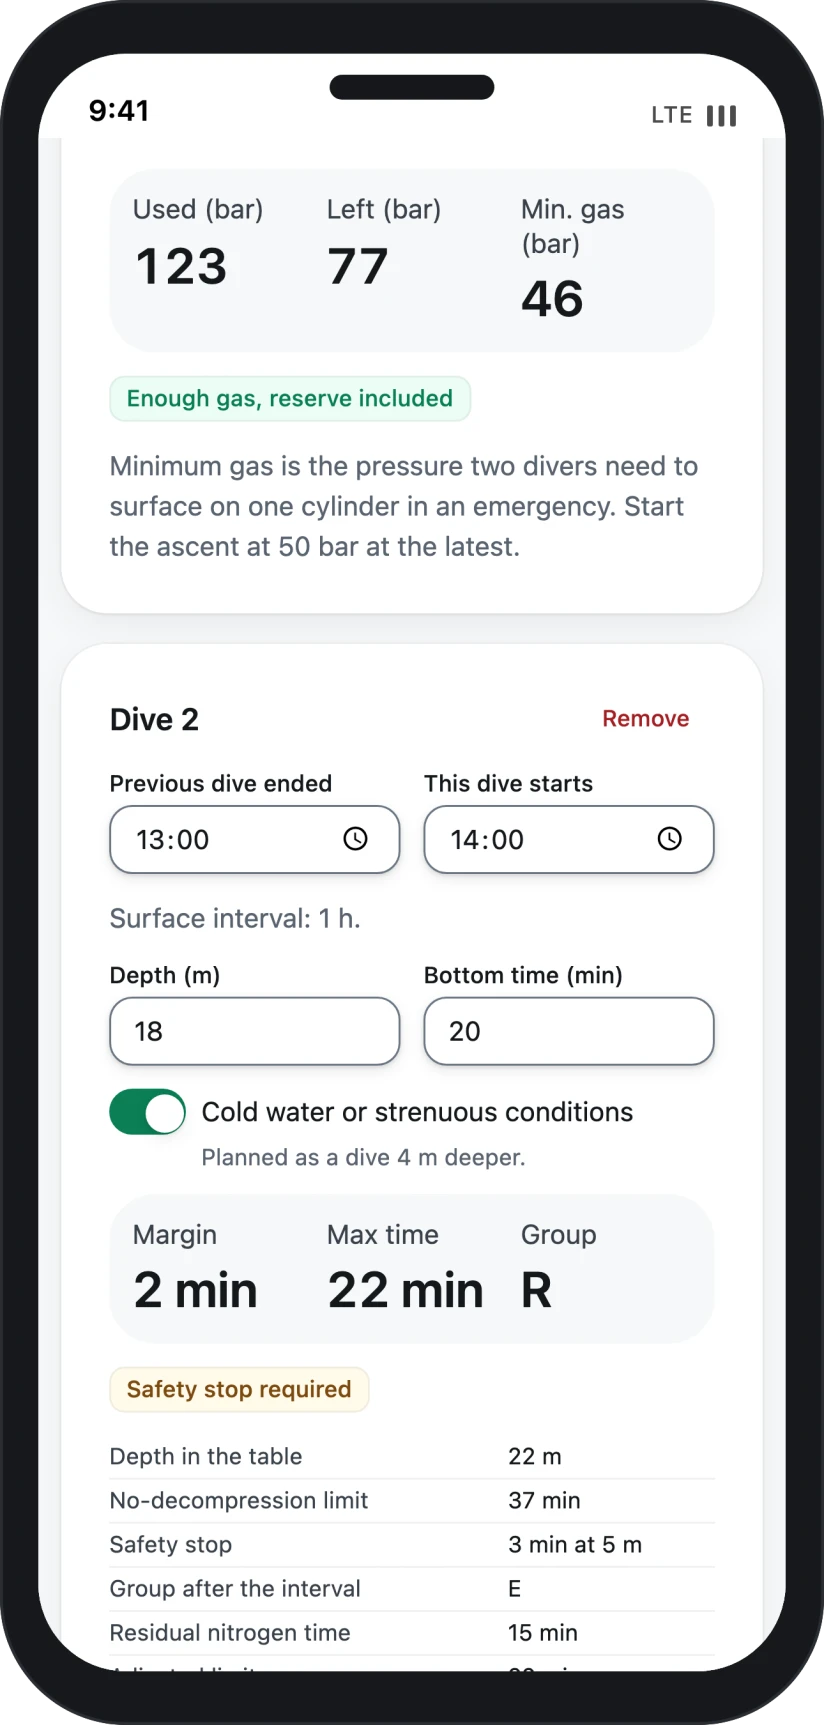 9:41
LTE
Used (bar)
Left (bar)
Min. gas
(bar)
123
77
46
Enough gas, reserve included
Minimum gas is the pressure two divers need to
surface on one cylinder in an emergency. Start
the ascent at 50 bar at the latest.
Dive 2
Remove
Previous dive ended
This dive starts
13:00
14:00
Surface interval: 1 h.
Depth (m)
Bottom time (min)
18
20
Cold water or strenuous conditions
Planned as a dive 4 m deeper.
Margin
Max time
Group
2 min
22 min
R
Safety stop required
Depth in the table
22 m
No-decompression limit
37 min
Safety stop
3 min at 5 m
Group after the interval
E
Residual nitrogen time
15 min